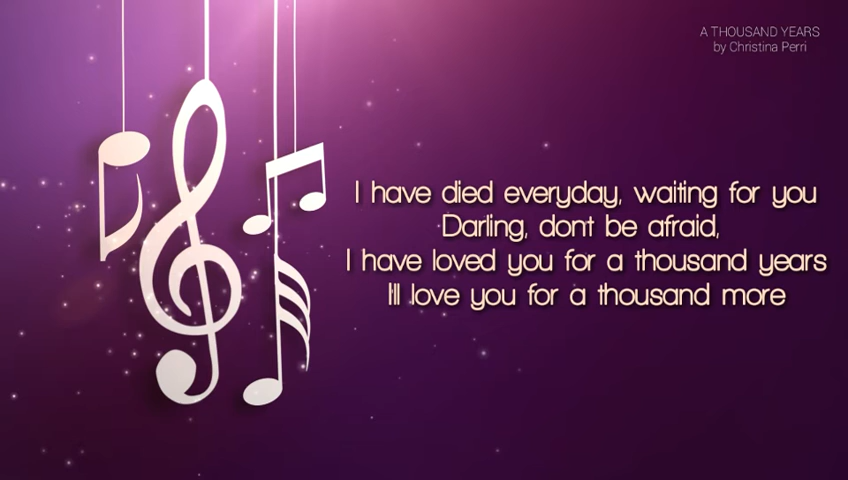 A THOUSAND YEARS
by Christina Perri
I have died everyday, waiting for you
Darling, dont be afraid,
I have loved you for a thousand years
I'll love you for a thousand more